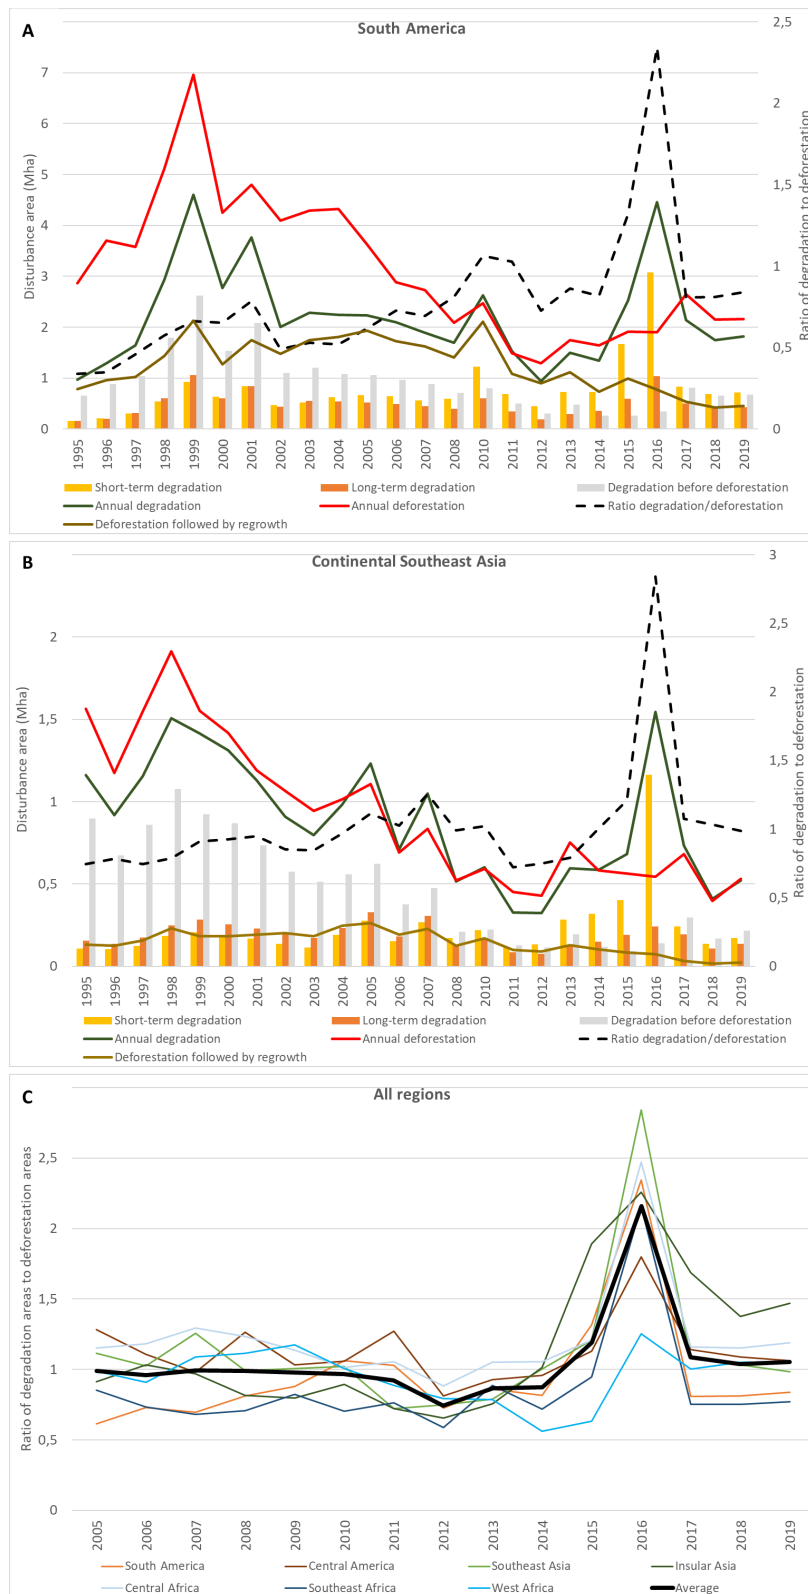 A
South America
2,5
7
2
6
5
1,5
4
3
1
2
0,5
1
0
0
Disturbance area (Mha)
Ratio of degradation to deforestation
1995 1996 1997 1998 1999 2000 2001 2002 2003 2004 2005 2006 2007 2008 2010 2011 2012 2013 2014 2015 2016 2017 2018 2019
Short-term degradation Long-term degradation Degradation before deforestation
Annual degradation Annual deforestation Ratio degradation/deforestation
Deforestation followed by regrowth
B
Continental Southeast Asia
3
2,5
2
2
1,5
1,5
1
1
0,5
0,5
0
0
Disturbance area (Mha)
Ratio of degradation to deforestation
1995 1996 1997 1998 1999 2000 2001 2002 2003 2004 2005 2006 2007 2008 2010 2011 2012 2013 2014 2015 2016 2017 2018 2019
Short-term degradation Long-term degradation Degradation before deforestation
Annual degradation Annual deforestation Ratio degradation/deforestation
Deforestation followed by regrowth
C
All regions
2,5
2
1,5
1
0,5
0
Ratio of degradation areas to deforestation areas
2005 2006 2007 2008 2009 2010 2011 2012 2013 2014 2015 2016 2017 2018 2019
South America Central America Southeast Asia Insular Asia
Central Africa Southeast Africa West Africa Average